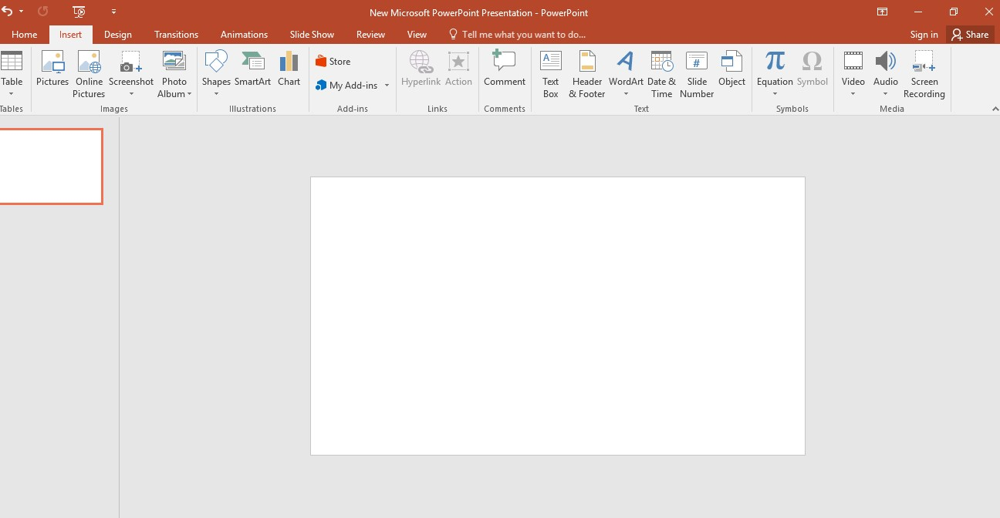 New Microsoft PowerPoint Presentation - PowerPoint
Home Insert Design Transitions Animations Slide Show Review View Tell me what you want to do... Sign in Share
Table Pictures Online Pictures Screenshot Photo Album Shapes SmartArt Chart Store My Add-ins Hyperlink Action Comment Text Box Header & Footer WordArt Date & Time Slide Number Object Equation Symbol Video Audio Screen Recording
Tables Images Illustrations Add-ins Links Comments Text Symbols Media